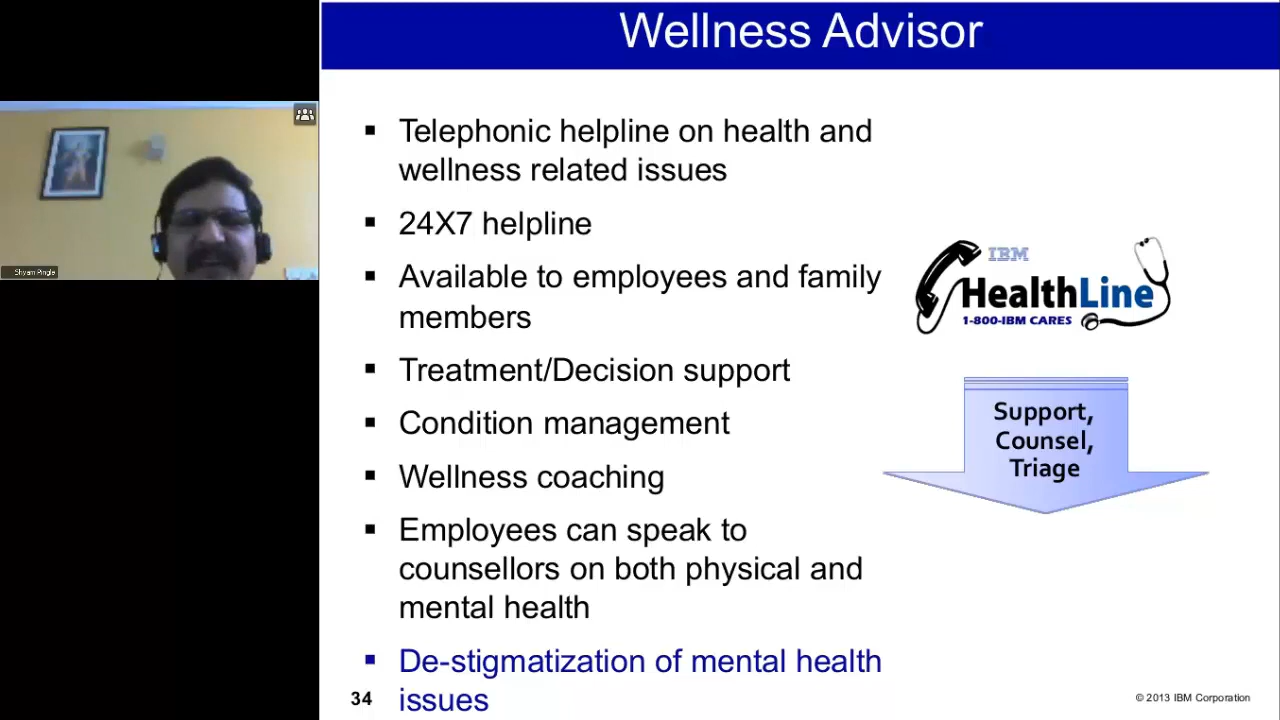 Wellness Advisor
▪ Telephonic helpline on health and
wellness related issues
▪ 24X7 helpline
▪ Available to employees and family
members
▪ Treatment/Decision support
▪ Condition management
▪ Wellness coaching
▪ Employees can speak to
counsellors on both physical and
mental health
▪ De-stigmatization of mental health
issues
IBM
HealthLine
1-800-IBM CARES
Support,
Counsel,
Triage
Shyam Pingle
34
© 2013 IBM Corporation